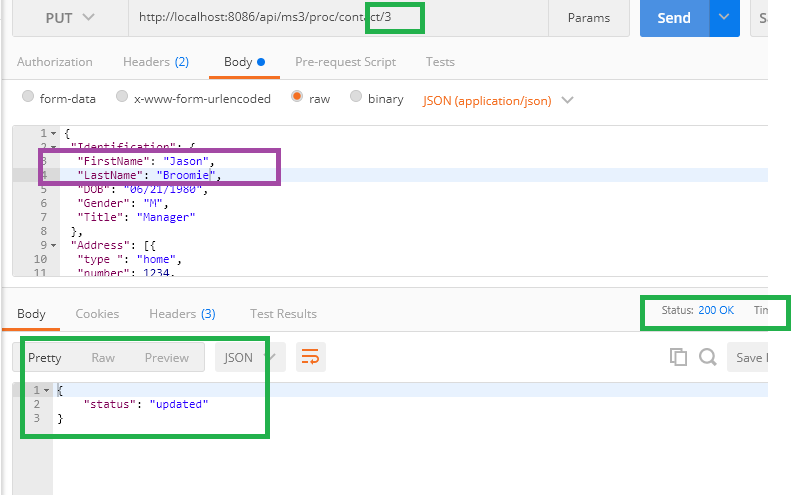 PUT http://localhost:8086/api/ms3/proc/contact/3 Params Send
Authorization Headers (2) Body Pre-request Script Tests
form-data x-www-form-urlencoded raw binary JSON (application/json)
1 {
2 "Identification": {
3 "FirstName": "Jason",
4 "LastName": "Broomie",
5 "DOB": "06/21/1980",
6 "Gender": "M",
7 "Title": "Manager"
8 },
9 "Address": [{
10 "type ": "home",
11 "number": 1234,
Body Cookies Headers (3) Test Results Status: 200 OK
Pretty Raw Preview JSON Save
1 {
2 "status": "updated"
3 }